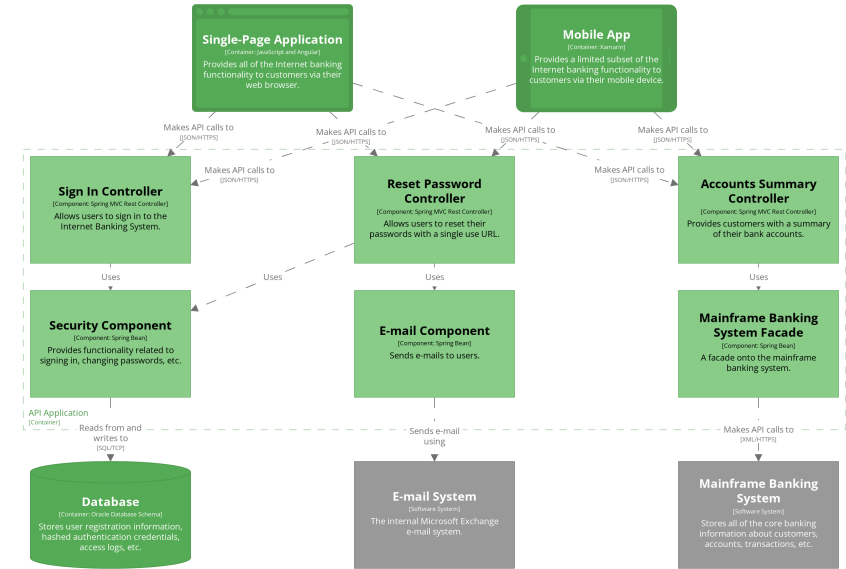 Single-Page Application
[Container: JavaScript and Angular]
Provides all of the Internet banking
functionality to customers via their
web browser.
Mobile App
[Container: Xamarin]
Provides a limited subset of the
Internet banking functionality to
customers via their mobile device.
Makes API calls to
[JSON/HTTPS]
Makes API calls to
[JSON/HTTPS]
Makes API calls to
[JSON/HTTPS]
Makes API calls to
[JSON/HTTPS]
Makes API calls to
[JSON/HTTPS]
Makes API calls to
[JSON/HTTPS]
Sign In Controller
[Component: Spring MVC Rest Controller]
Allows users to sign in to the
Internet Banking System.
Reset Password
Controller
[Component: Spring MVC Rest Controller]
Allows users to reset their
passwords with a single use URL.
Accounts Summary
Controller
[Component: Spring MVC Rest Controller]
Provides customers with a summary
of their bank accounts.
Uses
Uses
Uses
Uses
Security Component
[Component: Spring Bean]
Provides functionality related to
signing in, changing passwords, etc.
E-mail Component
[Component: Spring Bean]
Sends e-mails to users.
Mainframe Banking
System Facade
[Component: Spring Bean]
A facade onto the mainframe
banking system.
API Application
[Container]
Reads from and
writes to
[SQL/TCP]
Sends e-mail
using
Makes API calls to
[XML/HTTPS]
Database
[Container: Oracle Database Schema]
Stores user registration information,
hashed authentication credentials,
access logs, etc.
E-mail System
[Software System]
The internal Microsoft Exchange
e-mail system.
Mainframe Banking
System
[Software System]
Stores all of the core banking
information about customers,
accounts, transactions, etc.